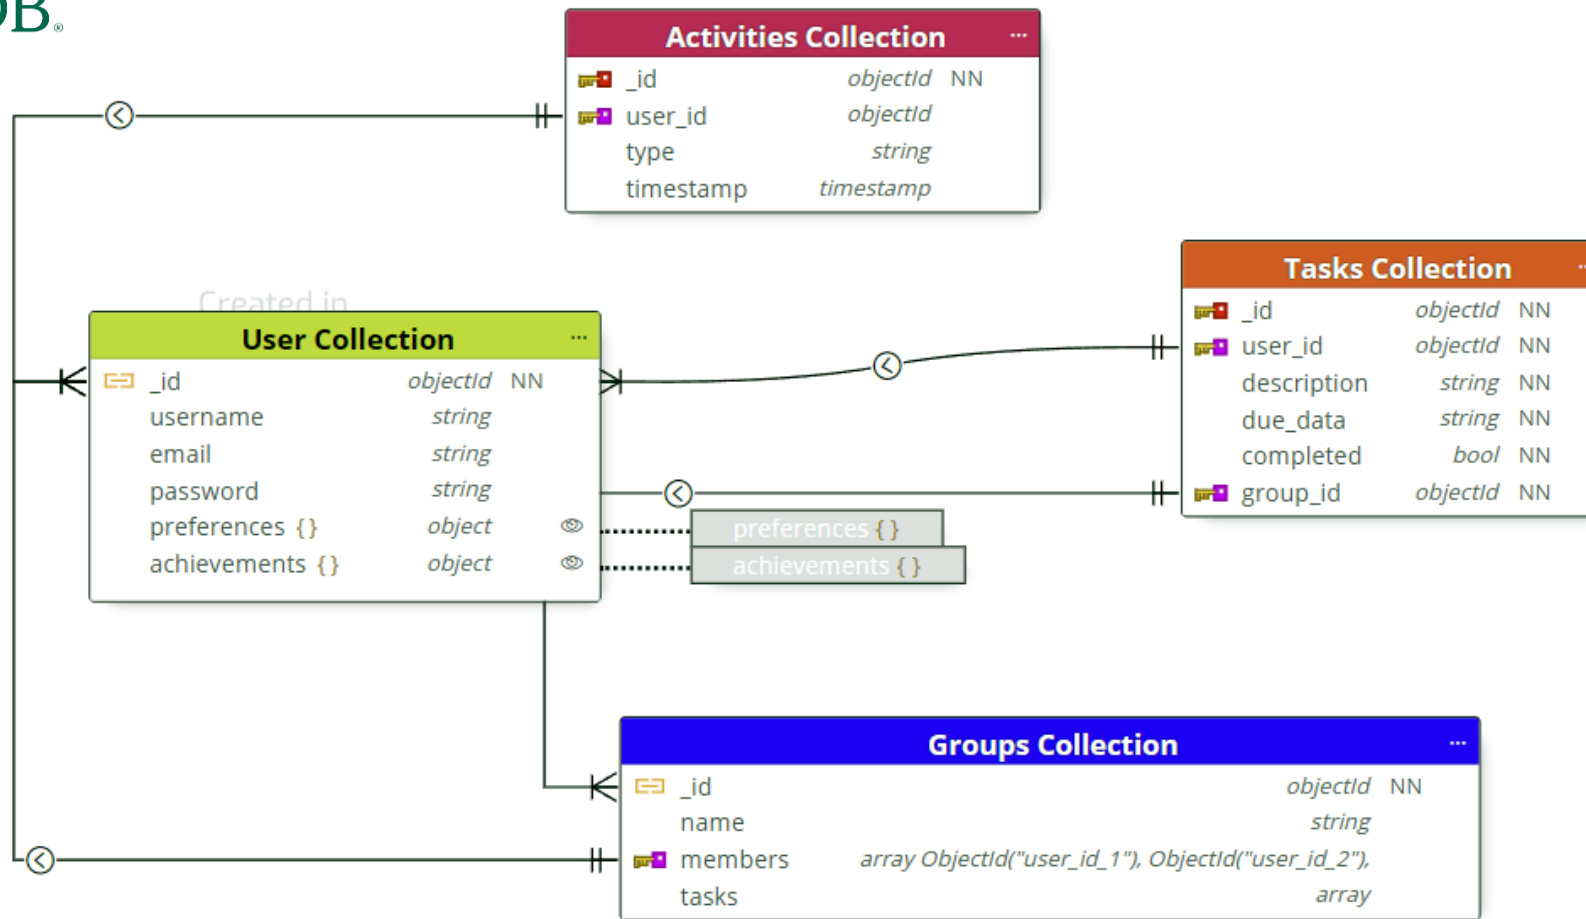 DB®
Activities Collection ...
_id objectId NN
user_id objectId
type string
timestamp timestamp
Created in
User Collection ...
_id objectId NN
username string
email string
password string
preferences {} object
achievements {} object
preferences {}
achievements {}
Tasks Collection
_id objectId NN
user_id objectId NN
description string NN
due_data string NN
completed bool NN
group_id objectId NN
Groups Collection ...
_id objectId NN
name string
members array ObjectId("user_id_1"), ObjectId("user_id_2"),
tasks array